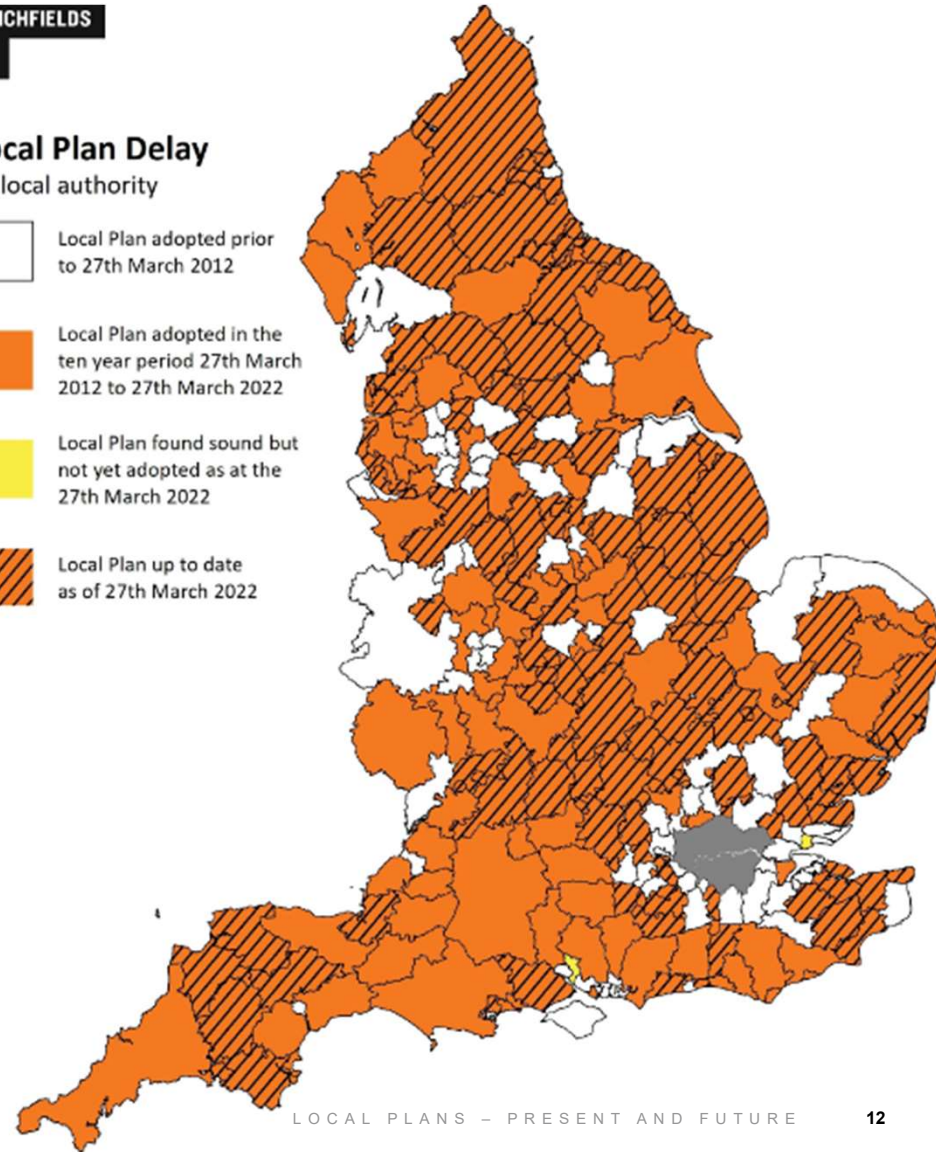 ICHFIELDS
ocal Plan Delay
local authority
Local Plan adopted prior
to 27th March 2012
Local Plan adopted in the
ten year period 27th March
2012 to 27th March 2022
Local Plan found sound but
not yet adopted as at the
27th March 2022
Local Plan up to date
as of 27th March 2022
LOCAL PLANS – PRESENT AND FUTURE 12